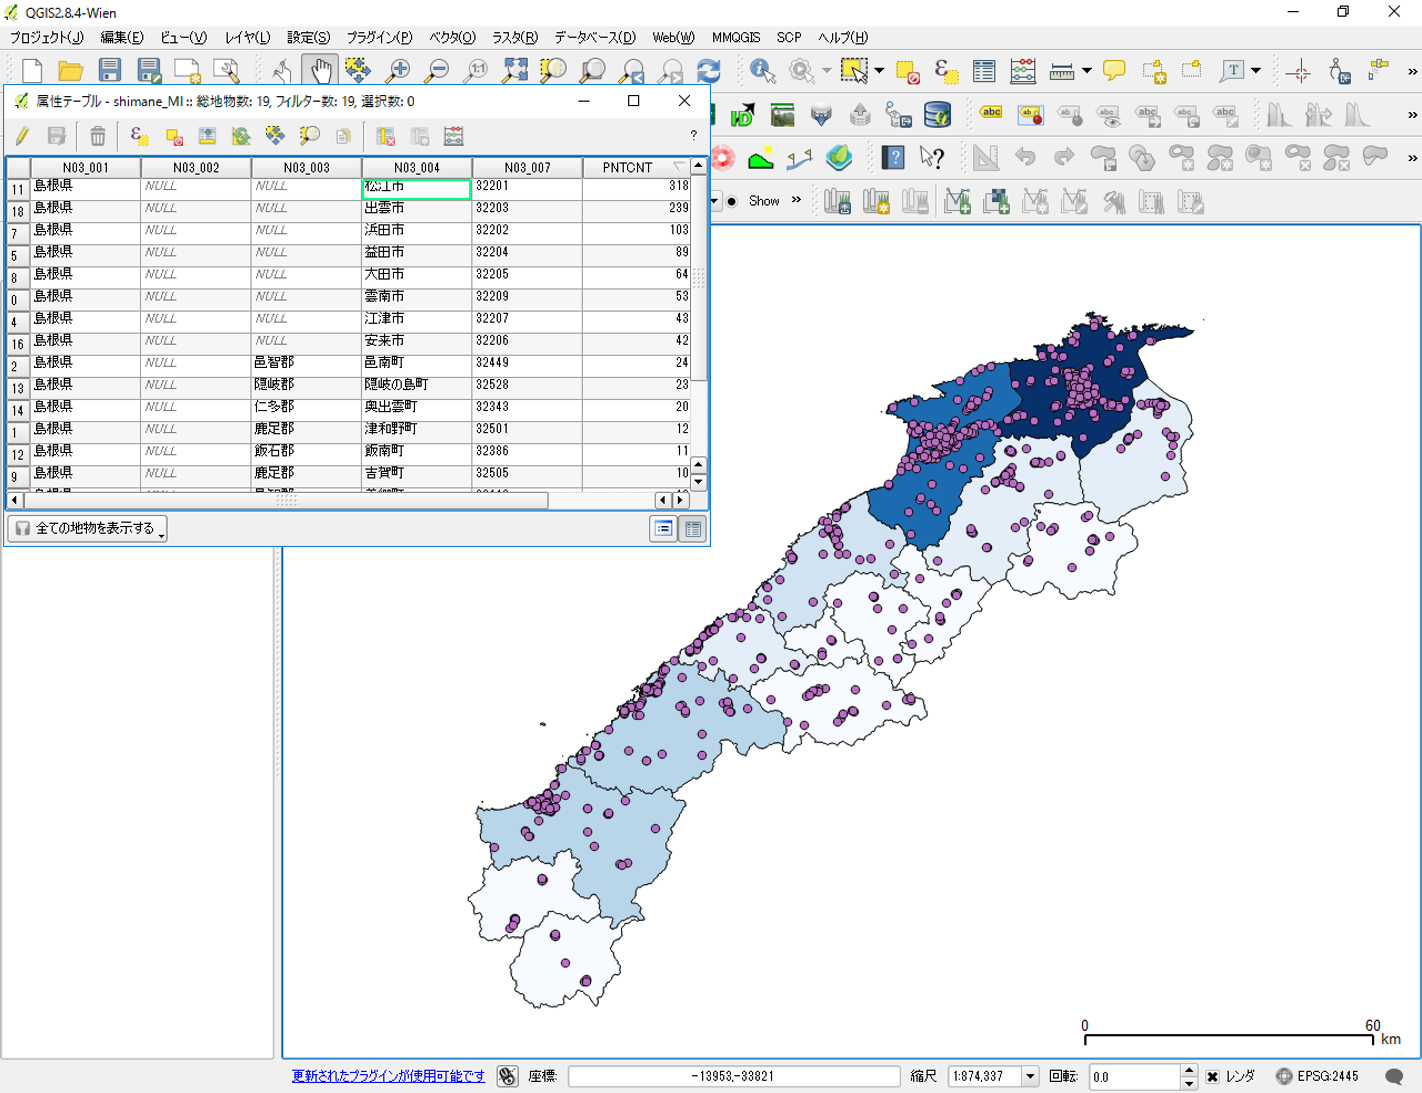 QGIS2.8.4-Wien
プロジェクト(J) 編集(E) ビュー(V) レイヤ(L) 設定(S) プラグイン(P) ベクタ(O) ラスタ(R) データベース(D) Web(W) MMQGIS SCP ヘルプ(H)
属性テーブル - shimane_MI :: 総地物数: 19, フィルター数: 19, 選択数: 0
N03_001 N03_002 N03_003 N03_004 N03_007 PNTCNT
11 島根県 NULL NULL 松江市 32201 318
18 島根県 NULL NULL 出雲市 32203 239
7 島根県 NULL NULL 浜田市 32202 103
5 島根県 NULL NULL 益田市 32204 89
8 島根県 NULL NULL 大田市 32205 64
0 島根県 NULL NULL 雲南市 32209 53
4 島根県 NULL NULL 江津市 32207 43
16 島根県 NULL NULL 安来市 32206 42
2 島根県 NULL 邑智郡 邑南町 32449 24
13 島根県 NULL 隠岐郡 隠岐の島町 32528 23
14 島根県 NULL 仁多郡 奥出雲町 32343 20
1 島根県 NULL 鹿足郡 津和野町 32501 12
12 島根県 NULL 飯石郡 飯南町 32386 11
9 島根県 NULL 鹿足郡 吉賀町 32505 10
全ての地物を表示する
Show
abc ab
0 60
km
更新されたプラグインが使用可能です 座標: -13953,-33821 縮尺 1:874,337 回転: 0.0 レンダ EPSG:2445